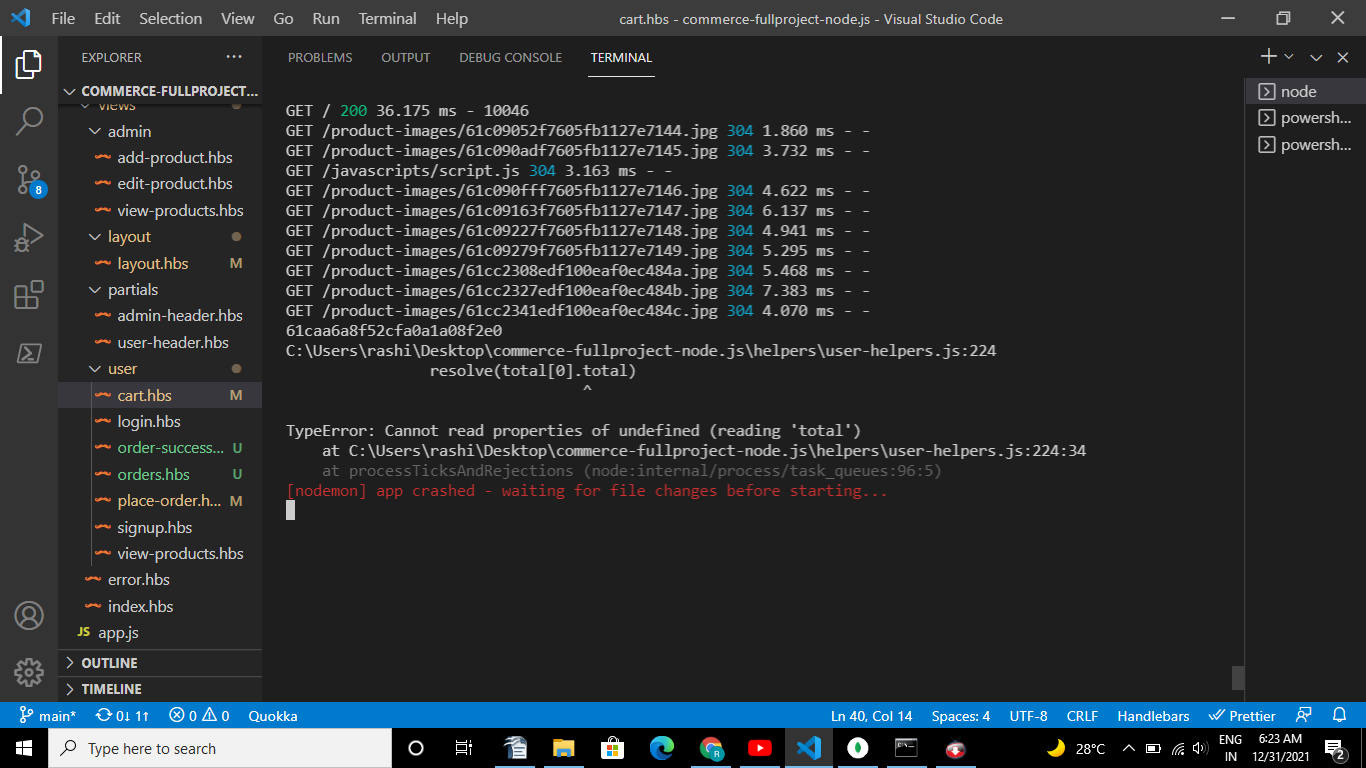 File Edit Selection View Go Run Terminal Help
cart.hbs - commerce-fullproject-node.js - Visual Studio Code
EXPLORER
COMMERCE-FULLPROJECT...
views
admin
add-product.hbs
edit-product.hbs
view-products.hbs
layout
layout.hbs M
partials
admin-header.hbs
user-header.hbs
user
cart.hbs M
login.hbs
order-success... U
orders.hbs U
place-order.h... M
signup.hbs
view-products.hbs
error.hbs
index.hbs
JS app.js
OUTLINE
TIMELINE
8
PROBLEMS OUTPUT DEBUG CONSOLE TERMINAL
GET / 200 36.175 ms - 10046
GET /product-images/61c09052f7605fb1127e7144.jpg 304 1.860 ms - -
GET /product-images/61c090adf7605fb1127e7145.jpg 304 3.732 ms - -
GET /javascripts/script.js 304 3.163 ms - -
GET /product-images/61c090fff7605fb1127e7146.jpg 304 4.622 ms - -
GET /product-images/61c09163f7605fb1127e7147.jpg 304 6.137 ms - -
GET /product-images/61c09227f7605fb1127e7148.jpg 304 4.941 ms - -
GET /product-images/61c09279f7605fb1127e7149.jpg 304 5.295 ms - -
GET /product-images/61cc2308edf100eaf0ec484a.jpg 304 5.468 ms - -
GET /product-images/61cc2327edf100eaf0ec484b.jpg 304 7.383 ms - -
GET /product-images/61cc2341edf100eaf0ec484c.jpg 304 4.070 ms - -
61caa6a8f52cfa0a1a08f2e0
C:\Users\rashi\Desktop\commerce-fullproject-node.js\helpers\user-helpers.js:224
resolve(total[0].total)
^
TypeError: Cannot read properties of undefined (reading 'total')
at C:\Users\rashi\Desktop\commerce-fullproject-node.js\helpers\user-helpers.js:224:34
at processTicksAndRejections (node:internal/process/task_queues:96:5)
[nodemon] app crashed - waiting for file changes before starting...
node
powersh...
powersh...
main* 0↓ 1↑ 0 0 Quokka
Ln 40, Col 14 Spaces: 4 UTF-8 CRLF Handlebars Prettier
Type here to search
R
28°C
ENG
IN
6:23 AM
12/31/2021
2